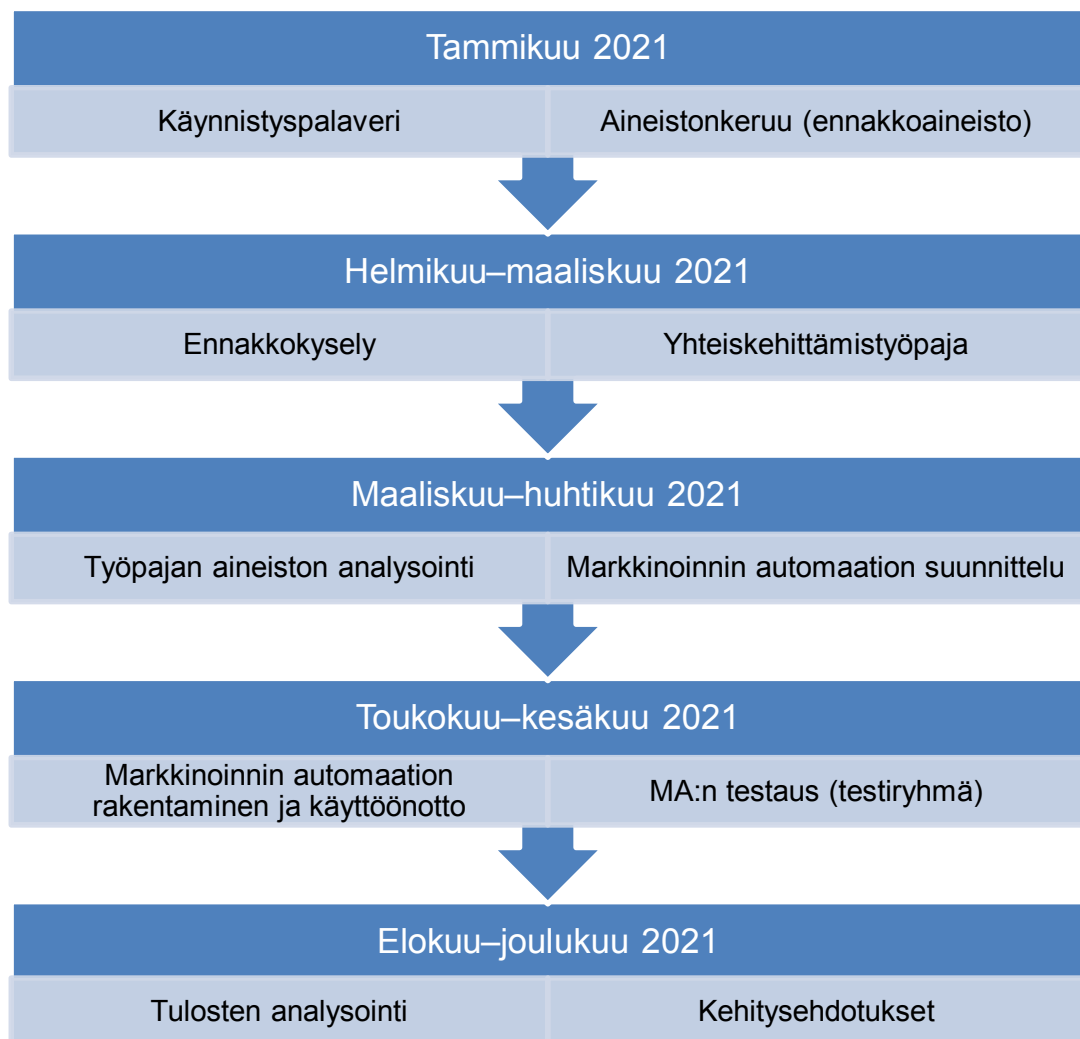 Tammikuu 2021
Käynnistyspalaveri
Aineistonkeruu (ennakkoaineisto)
Helmikuu–maaliskuu 2021
Ennakkokysely
Yhteiskehittämistyöpaja
Maaliskuu–huhtikuu 2021
Työpajan aineiston analysointi
Markkinoinnin automaation suunnittelu
Toukokuu–kesäkuu 2021
Markkinoinnin automaation
rakentaminen ja käyttöönotto
MA:n testaus (testiryhmä)
Elokuu–joulukuu 2021
Tulosten analysointi
Kehitysehdotukset